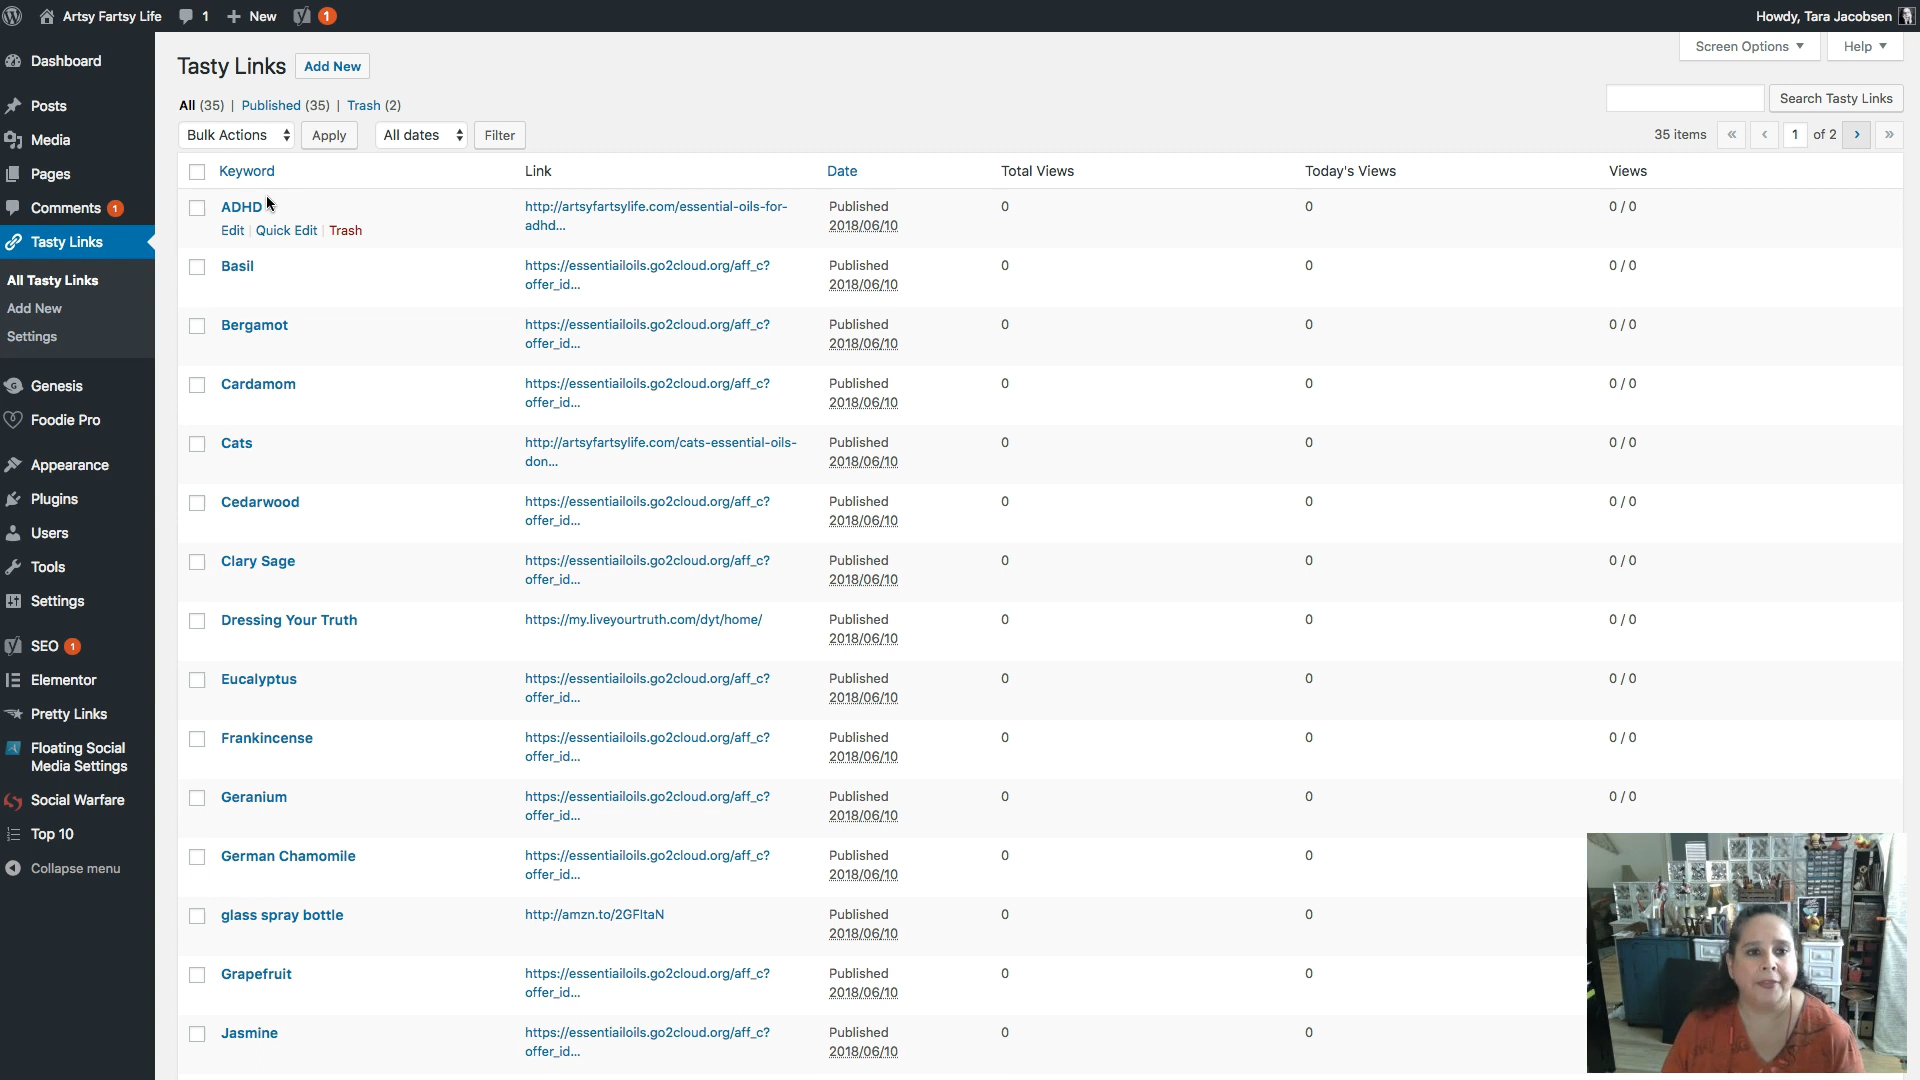 Artsy Fartsy Life 1 New 1 Howdy, Tara Jacobsen
Screen Options Help
Dashboard
Posts
Media
Pages
Comments 1
Tasty Links
All Tasty Links
Add New
Settings
Genesis
Foodie Pro
Appearance
Plugins
Users
Tools
Settings
SEO 1
Elementor
Pretty Links
Floating Social
Media Settings
Social Warfare
Top 10
Collapse menu
Tasty Links Add New
All (35) | Published (35) | Trash (2)
Search Tasty Links
Bulk Actions Apply All dates Filter
35 items « ‹ 1 of 2 › »
Keyword Link Date Total Views Today's Views Views
ADHD http://artsyfartsylife.com/essential-oils-for- Published 0 0 0 / 0
adhd... 2018/06/10
Edit | Quick Edit | Trash
Basil https://essentiailoils.go2cloud.org/aff_c? Published 0 0 0 / 0
offer_id... 2018/06/10
Bergamot https://essentiailoils.go2cloud.org/aff_c? Published 0 0 0 / 0
offer_id... 2018/06/10
Cardamom https://essentiailoils.go2cloud.org/aff_c? Published 0 0 0 / 0
offer_id... 2018/06/10
Cats http://artsyfartsylife.com/cats-essential-oils- Published 0 0 0 / 0
don... 2018/06/10
Cedarwood https://essentiailoils.go2cloud.org/aff_c? Published 0 0 0 / 0
offer_id... 2018/06/10
Clary Sage https://essentiailoils.go2cloud.org/aff_c? Published 0 0 0 / 0
offer_id... 2018/06/10
Dressing Your Truth https://my.liveyourtruth.com/dyt/home/ Published 0 0 0 / 0
2018/06/10
Eucalyptus https://essentiailoils.go2cloud.org/aff_c? Published 0 0 0 / 0
offer_id... 2018/06/10
Frankincense https://essentiailoils.go2cloud.org/aff_c? Published 0 0 0 / 0
offer_id... 2018/06/10
Geranium https://essentiailoils.go2cloud.org/aff_c? Published 0 0 0 / 0
offer_id... 2018/06/10
German Chamomile https://essentiailoils.go2cloud.org/aff_c? Published 0 0
offer_id... 2018/06/10
glass spray bottle http://amzn.to/2GFItaN Published 0 0
2018/06/10
Grapefruit https://essentiailoils.go2cloud.org/aff_c? Published 0 0
offer_id... 2018/06/10
Jasmine https://essentiailoils.go2cloud.org/aff_c? Published 0 0
offer_id... 2018/06/10